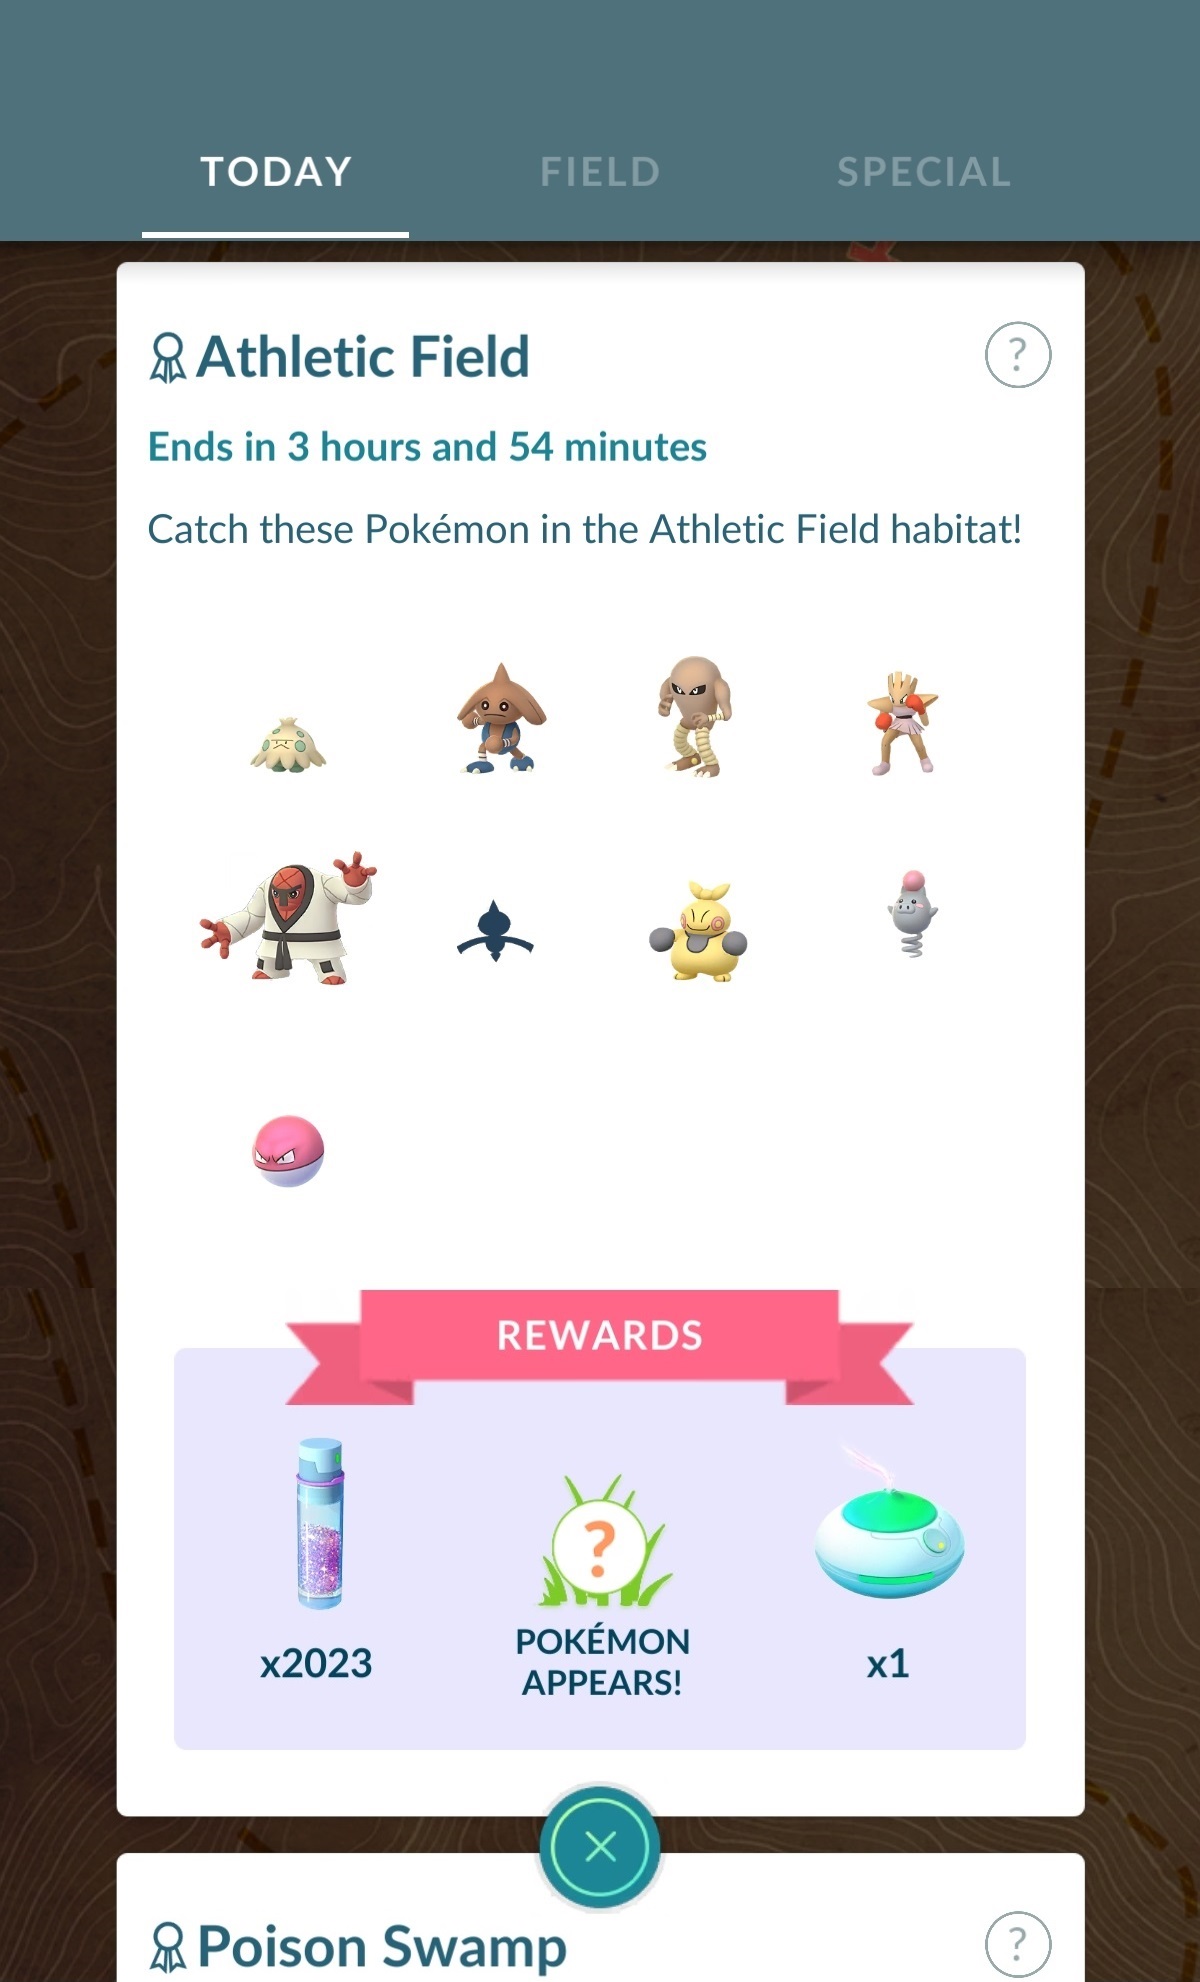 TODAY
FIELD
SPECIAL
Athletic Field
?
Ends in 3 hours and 54 minutes
Catch these Pokémon in the Athletic Field habitat!
REWARDS
?
x2023
POKÉMON
APPEARS!
x1
Poison Swamp
?